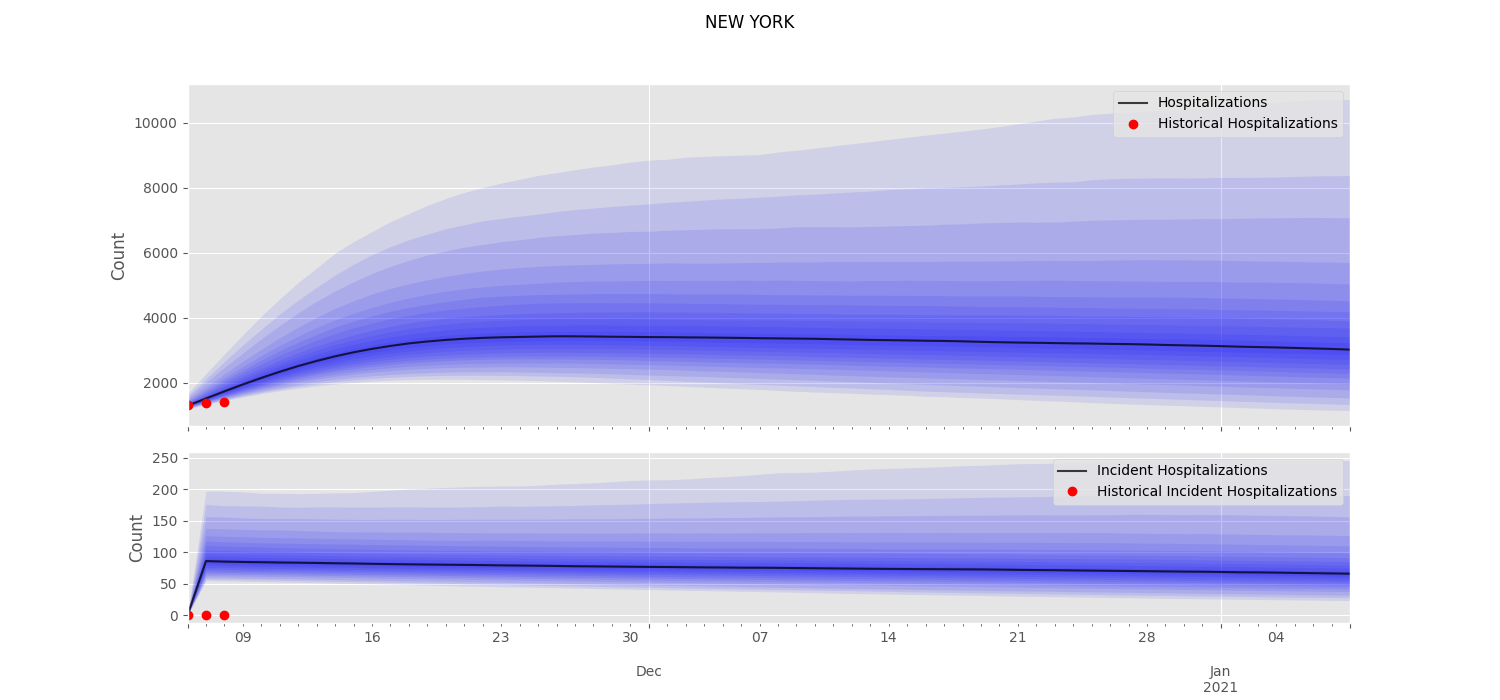 NEW YORK
Hospitalizations
Historical Hospitalizations
10000
8000
6000
4000
2000
Count
Incident Hospitalizations
Historical Incident Hospitalizations
250
200
150
100
50
0
Count
09 16 23 30 07 14 21 28 04
Dec Jan
2021